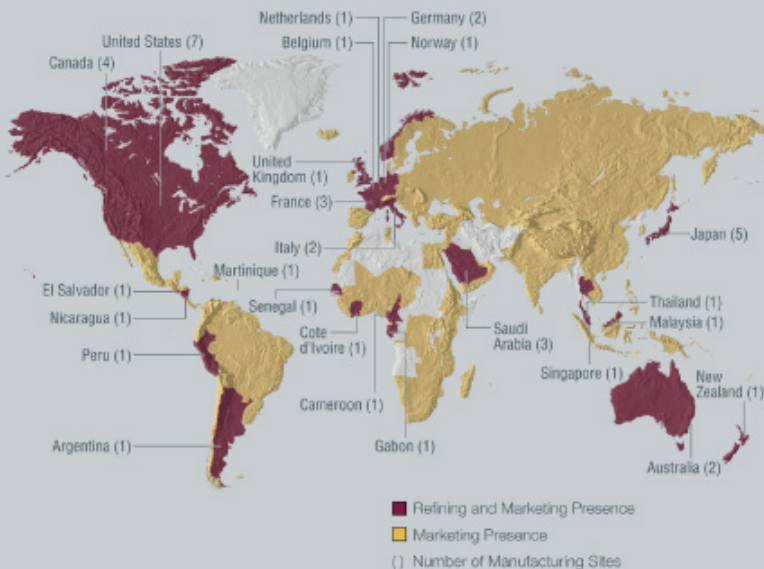 Netherlands (1)
Germany (2)
United States (7)
Belgium (1)
Norway (1)
Canada (4)
United
Kingdom (1)
France (3)
Italy (2)
Japan (5)
Martinique (1)
El Salvador (1)
Senegal (1)
Nicaragua (1)
Cote
d'Ivoire (1)
Saudi
Arabia (3)
Thailand (1)
Malaysia (1)
Peru (1)
Singapore (1)
New
Zealand (1)
Cameroon (1)
Argentina (1)
Gabon (1)
Australia (2)
Refining and Marketing Presence
Marketing Presence
( ) Number of Manufacturing Sites